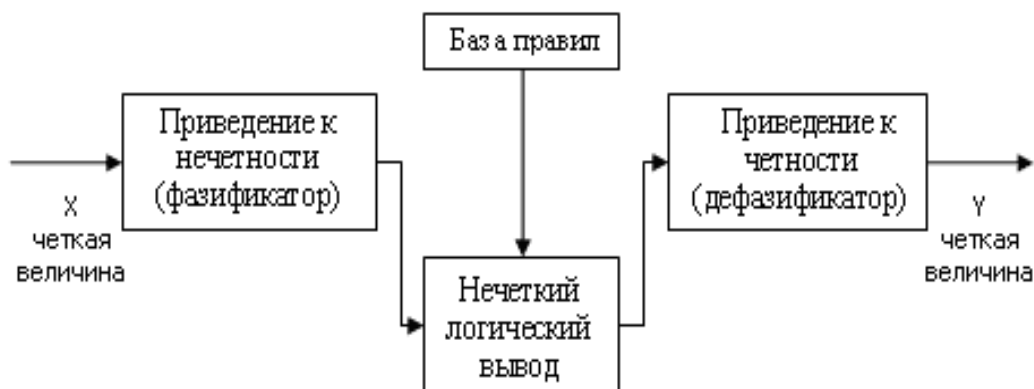 База правил
Приведение к
нечетности
(фазификатор)
Приведение к
четности
(дефазификатор)
X
четкая
величина
Y
четкая
величина
Нечеткий
логический
вывод